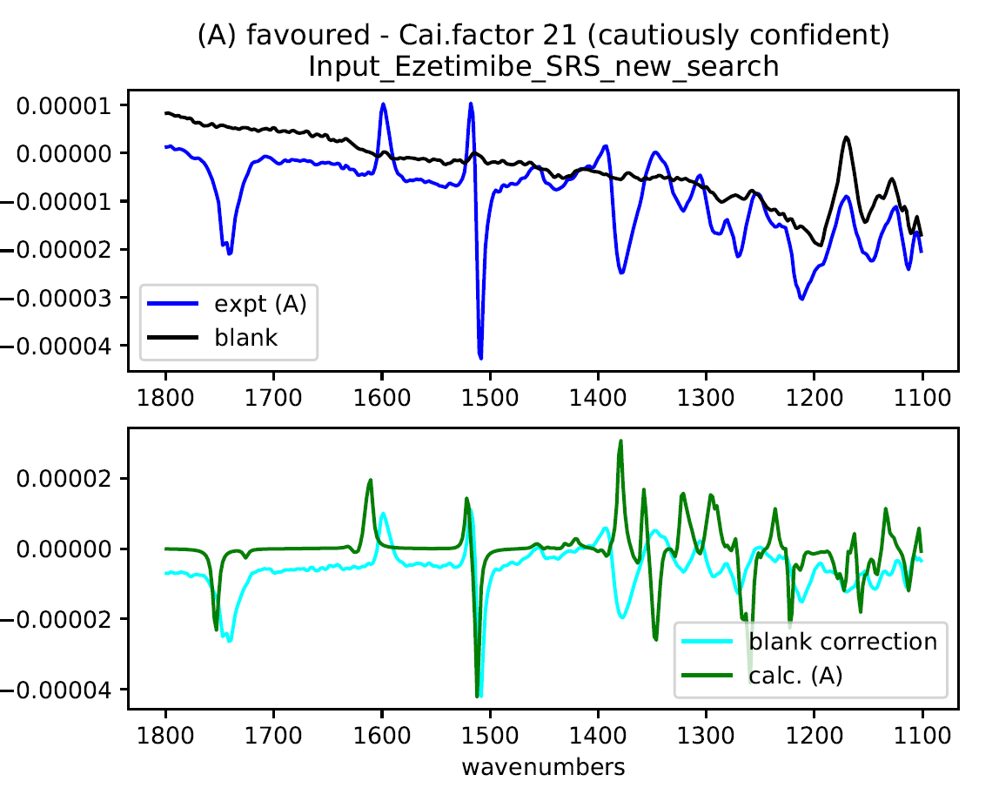 (A) favoured - Cai.factor 21 (cautiously confident)
Input_Ezetimibe_SRS_new_search
0.00001
0.00000
−0.00001
−0.00002
−0.00003
−0.00004
expt (A)
blank
1800 1700 1600 1500 1400 1300 1200 1100
0.00002
0.00000
−0.00002
−0.00004
blank correction
calc. (A)
1800 1700 1600 1500 1400 1300 1200 1100
wavenumbers